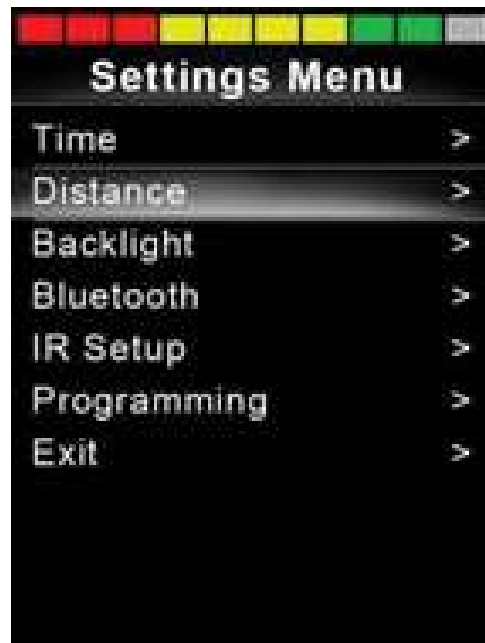 Settings Menu
Time >
Distance >
Backlight >
Bluetooth >
IR Setup >
Programming >
Exit >